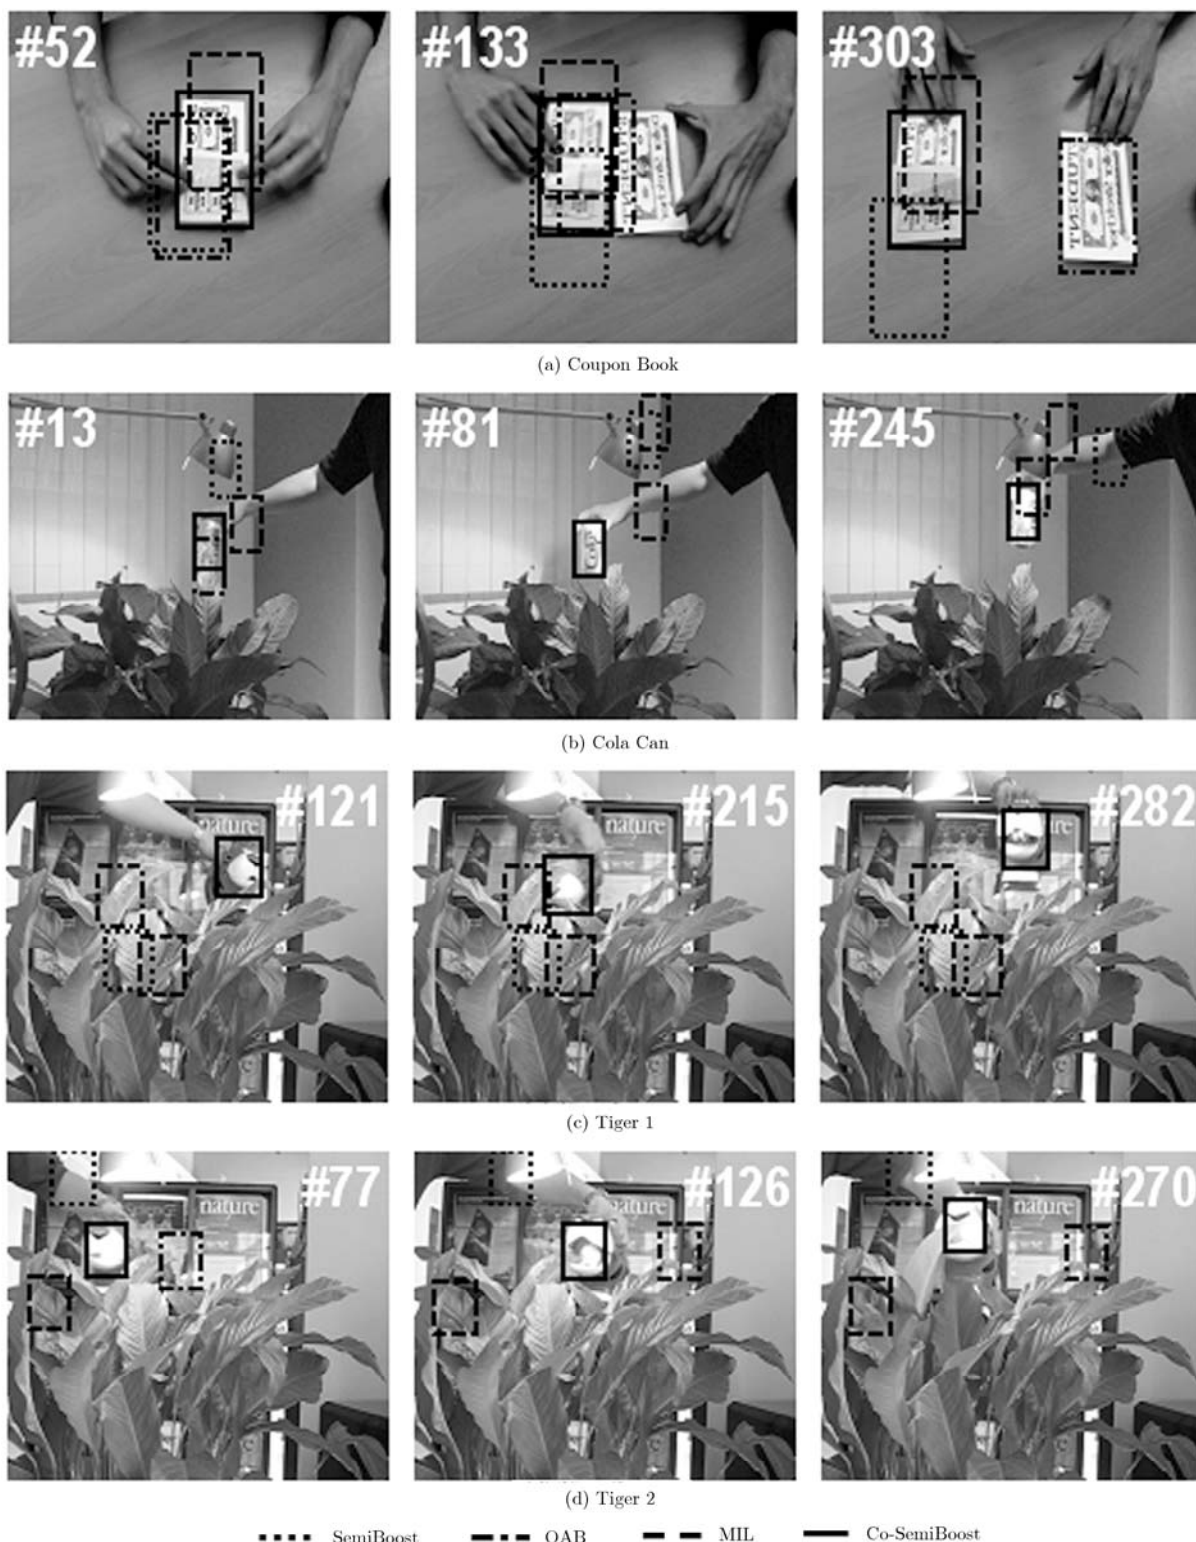 #52
#133
#303
(a) Coupon Book
#13
#81
#245
Cola
(b) Cola Can
#121
nature
#215
nature
#282
(c) Tiger 1
#77
nature
#126
nature
#270
nature
(d) Tiger 2
SemiBoost OAB MIL Co-SemiBoost